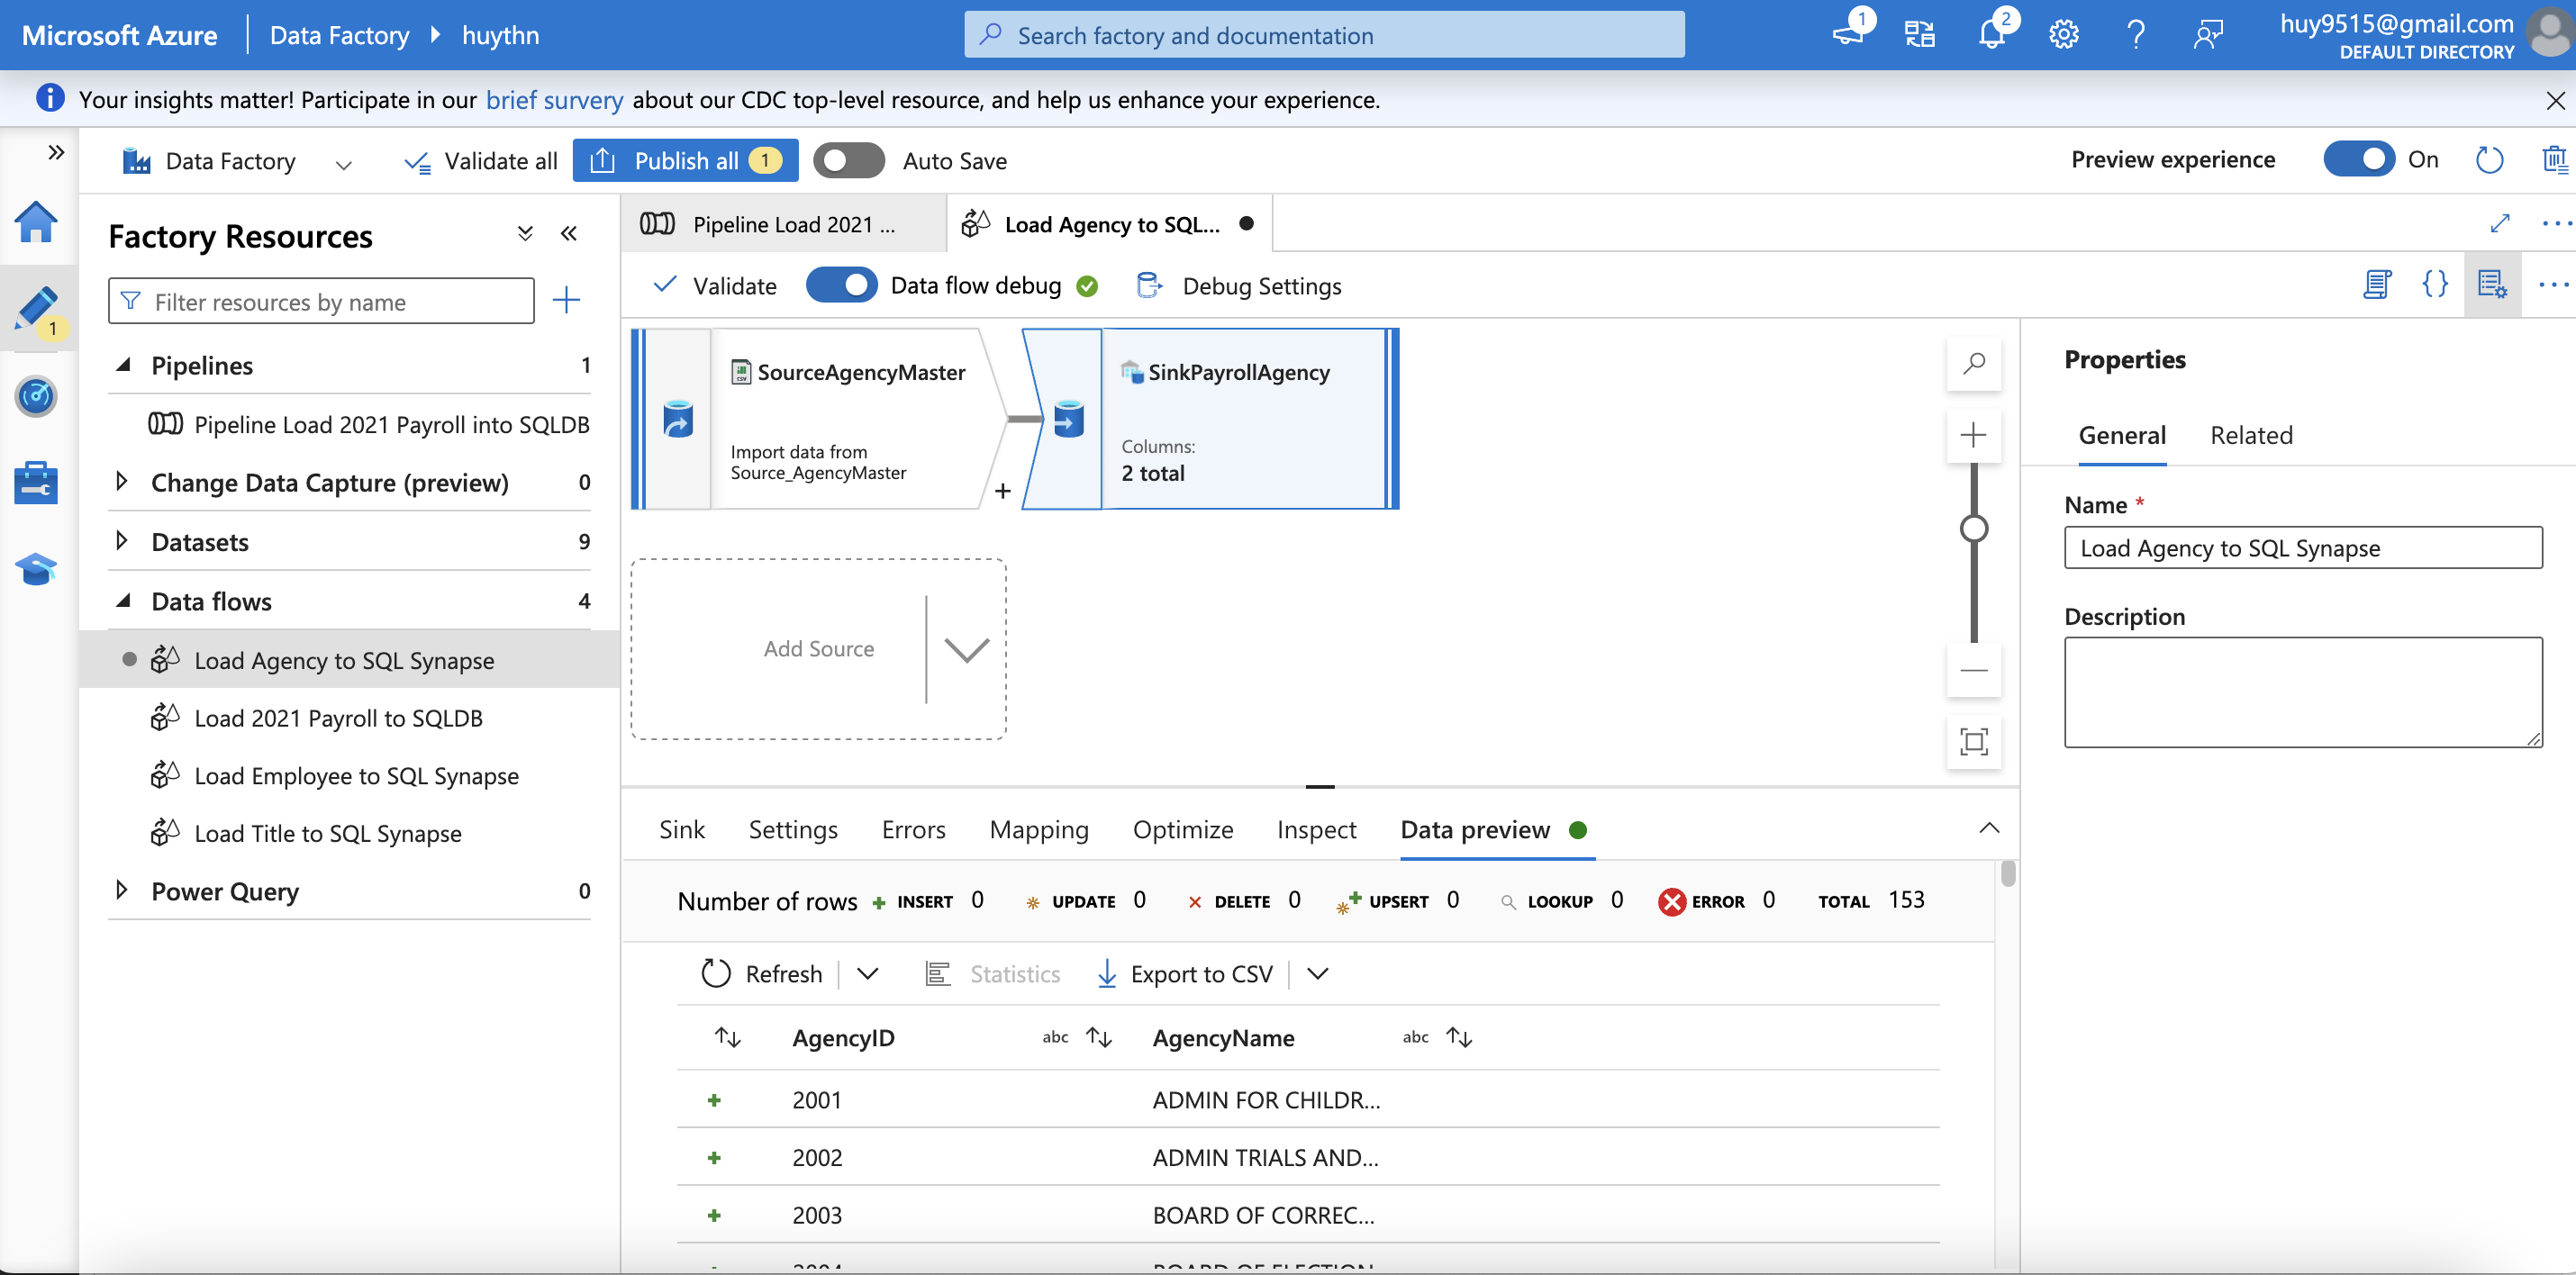 Microsoft Azure
Data Factory
huythn
Search factory and documentation
1
2
huy9515@gmail.com
DEFAULT DIRECTORY
Your insights matter! Participate in our brief survery about our CDC top-level resource, and help us enhance your experience.
Data Factory
Validate all
Publish all 1
Auto Save
Preview experience
On
1
Factory Resources
Filter resources by name
Pipelines 1
Pipeline Load 2021 Payroll into SQLDB
Change Data Capture (preview) 0
Datasets 9
Data flows 4
Load Agency to SQL Synapse
Load 2021 Payroll to SQLDB
Load Employee to SQL Synapse
Load Title to SQL Synapse
Power Query 0
Pipeline Load 2021 ...
Load Agency to SQL...
Validate
Data flow debug
Debug Settings
SourceAgencyMaster
Import data from
Source_AgencyMaster
+
SinkPayrollAgency
Columns:
2 total
Add Source
Sink Settings Errors Mapping Optimize Inspect Data preview
Number of rows INSERT 0 UPDATE 0 DELETE 0 UPSERT 0 LOOKUP 0 ERROR 0 TOTAL 153
Refresh
Statistics
Export to CSV
AgencyID abc AgencyName abc
2001 ADMIN FOR CHILDR...
2002 ADMIN TRIALS AND...
2003 BOARD OF CORREC...
2004 BOARD OF ELECTION
Properties
General Related
Name *
Load Agency to SQL Synapse
Description